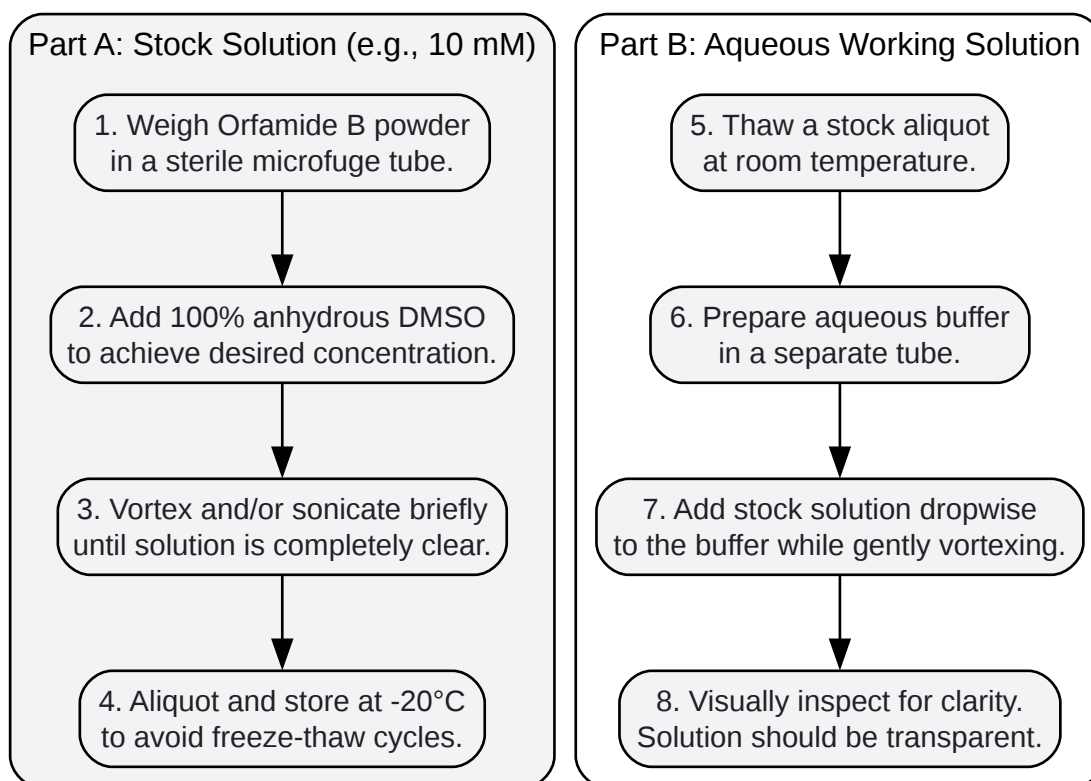 Part A: Stock Solution (e.g., 10 mM)
1. Weigh Orfamide B powder
in a sterile microfuge tube.
2. Add 100% anhydrous DMSO
to achieve desired concentration.
3. Vortex and/or sonicate briefly
until solution is completely clear.
4. Aliquot and store at -20°C
to avoid freeze-thaw cycles.
Part B: Aqueous Working Solution
5. Thaw a stock aliquot
at room temperature.
6. Prepare aqueous buffer
in a separate tube.
7. Add stock solution dropwise
to the buffer while gently vortexing.
8. Visually inspect for clarity.
Solution should be transparent.